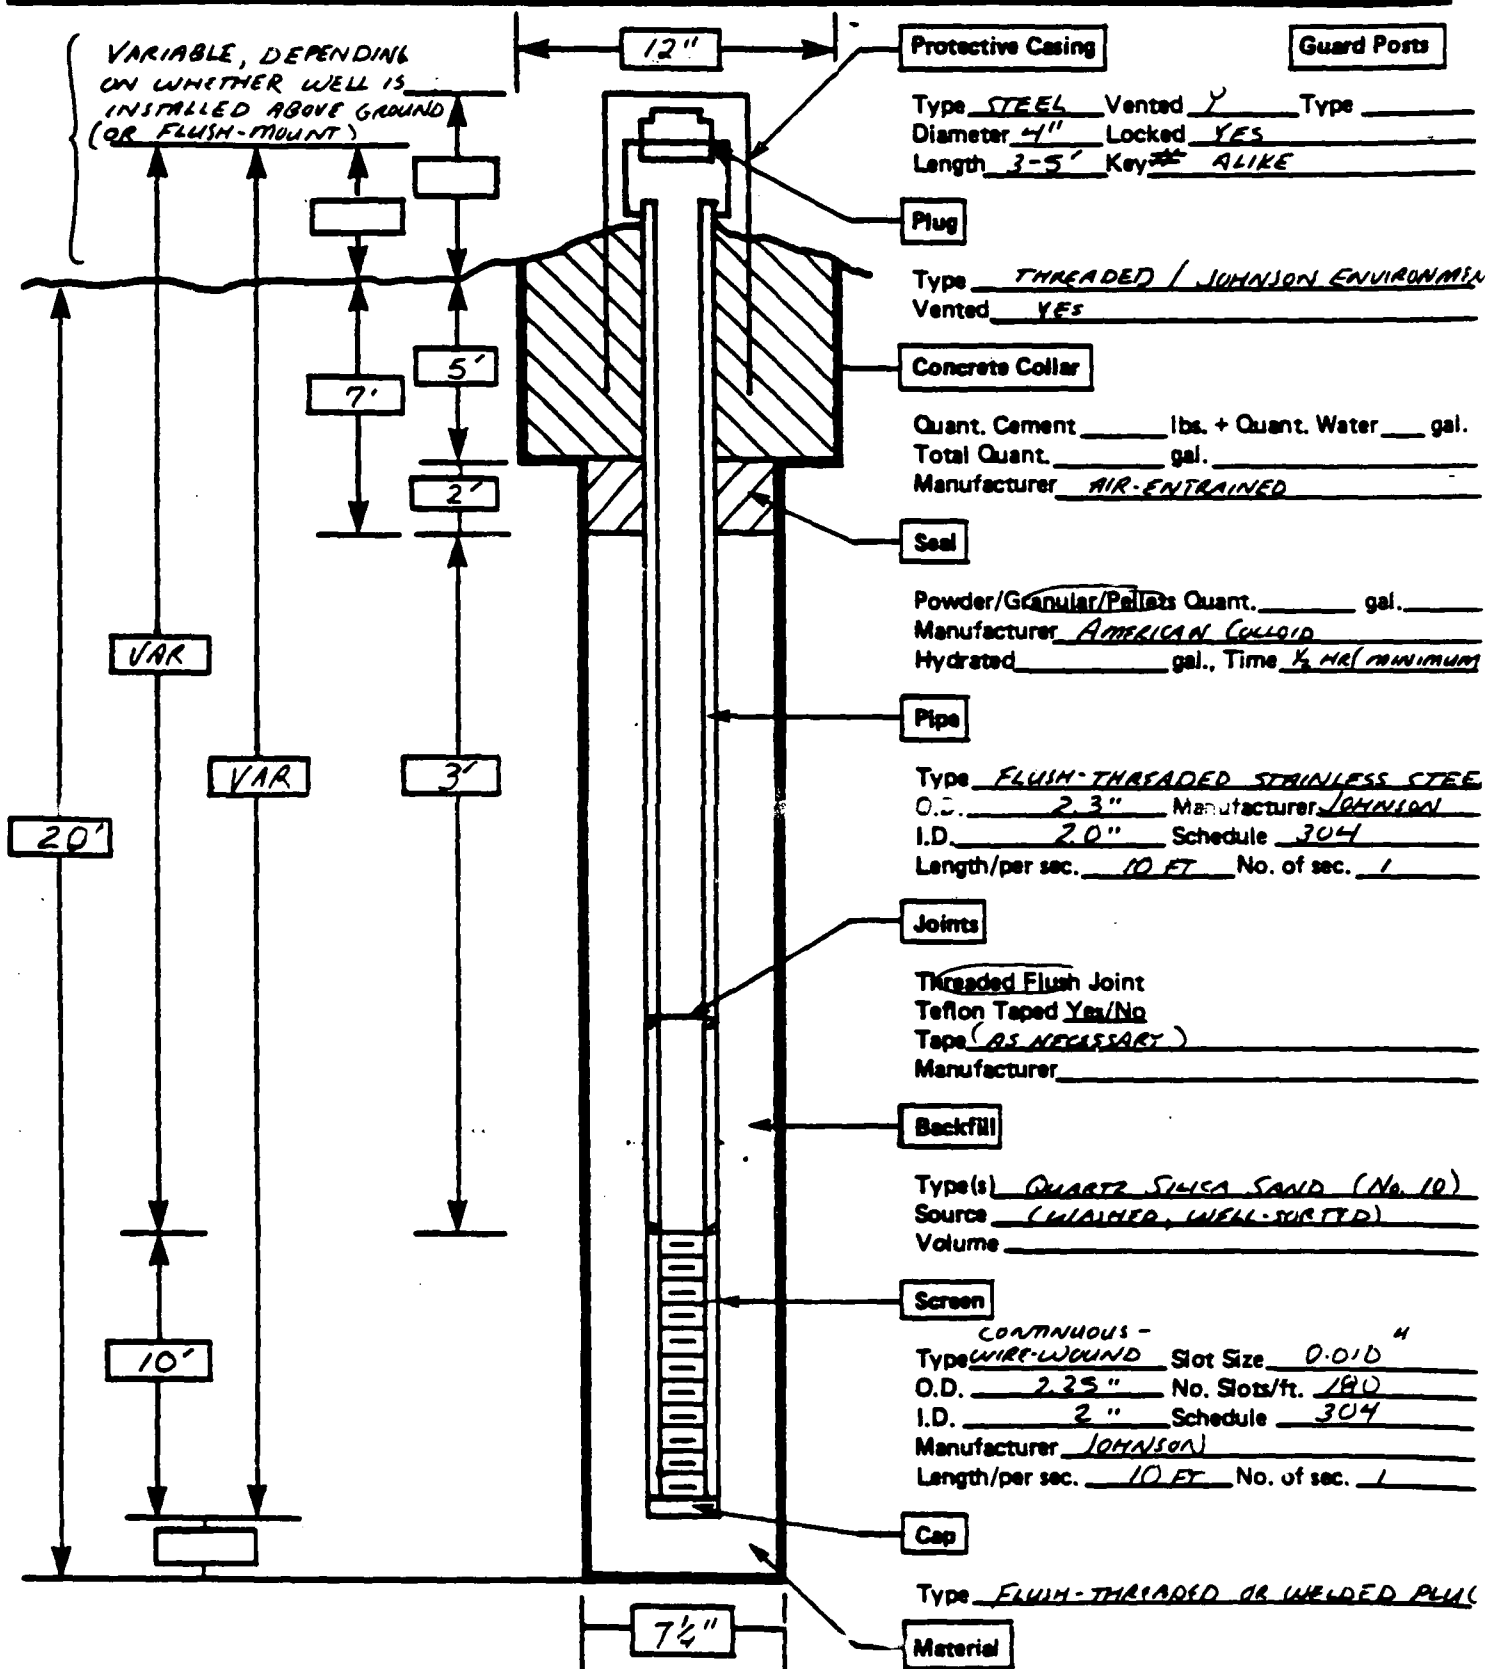 VARIABLE, DEPENDING
ON WHETHER WELL IS
INSTALLED ABOVE GROUND
(OR FLUSH-MOUNT)
12"
5'
7'
2'
VAR
VAR
3'
20'
10'
7 1/4"
Protective Casing
Guard Posts
Type STEEL Vented Y Type
Diameter 4" Locked YES
Length 3-5' Key ALIKE
Plug
Type THREADED / JOHNSON ENVIRONMEN
Vented YES
Concrete Collar
Quant. Cement lbs. + Quant. Water gal.
Total Quant. gal.
Manufacturer AIR-ENTRAINED
Seal
Powder/Granular/Pellets Quant. gal.
Manufacturer AMERICAN COLLOID
Hydrated gal., Time 1/2 HR (MINIMUM
Pipe
Type FLUSH-THREADED STAINLESS STEE
O.D. 2.3" Manufacturer JOHNSON
I.D. 2.0" Schedule 304
Length/per sec. 10 FT No. of sec. 1
Joints
Threaded Flush Joint
Teflon Taped Yes/No
Tape (AS NECESSARY)
Manufacturer
Backfill
Type(s) QUARTZ SILICA SAND (No. 10)
Source (WASHED, WELL-SORTED)
Volume
Screen
CONTINUOUS-
Type WIRE-WOUND Slot Size 0.010"
O.D. 2.25" No. Slots/ft.
I.D. 2" Schedule 304
Manufacturer JOHNSON
Length/per sec. 10 FT No. of sec. 1
Cap
Type FLUSH-THREADED OR WELDED PLUG
Material